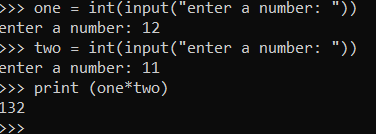 >>> one = int(input("enter a number: "))
enter a number: 12
>>> two = int(input("enter a number: "))
enter a number: 11
>>> print (one*two)
132
>>>